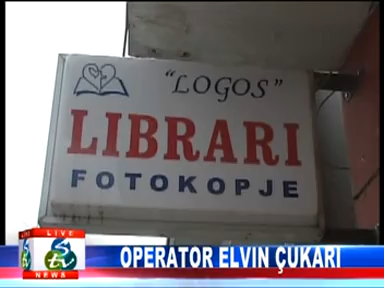 "LOGOS"
LIBRARI
FOTOKOPJE
LIVE
OPERATOR ELVIN ÇUKARI
NEWS